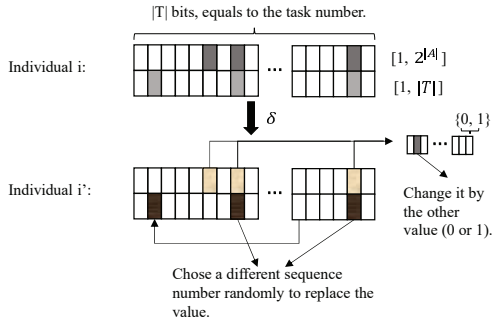 |T| bits, equals to the task number.
Individual i:
...
...
[1, 2^|A|]
[1, |T|]
δ
{0, 1}
...
Individual i':
...
Change it by
the other
value (0 or 1).
Chose a different sequence
number randomly to replace the
value.